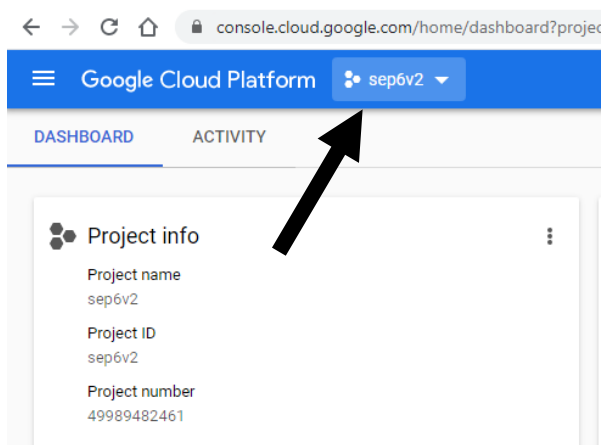 console.cloud.google.com/home/dashboard?projec
Google Cloud Platform sep6v2
DASHBOARD ACTIVITY
Project info
Project name
sep6v2
Project ID
sep6v2
Project number
49989482461